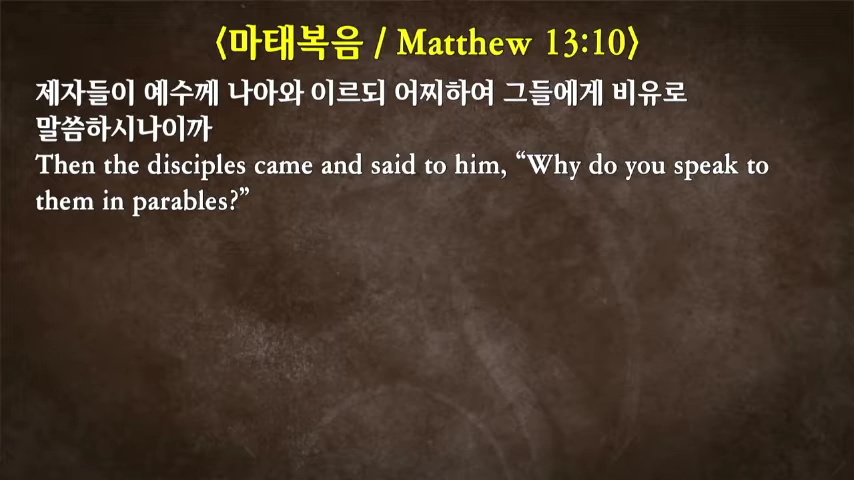 〈마태복음 / Matthew 13:10〉
제자들이 예수께 나아와 이르되 어찌하여 그들에게 비유로
말씀하시나이까
Then the disciples came and said to him, “Why do you speak to
them in parables?”